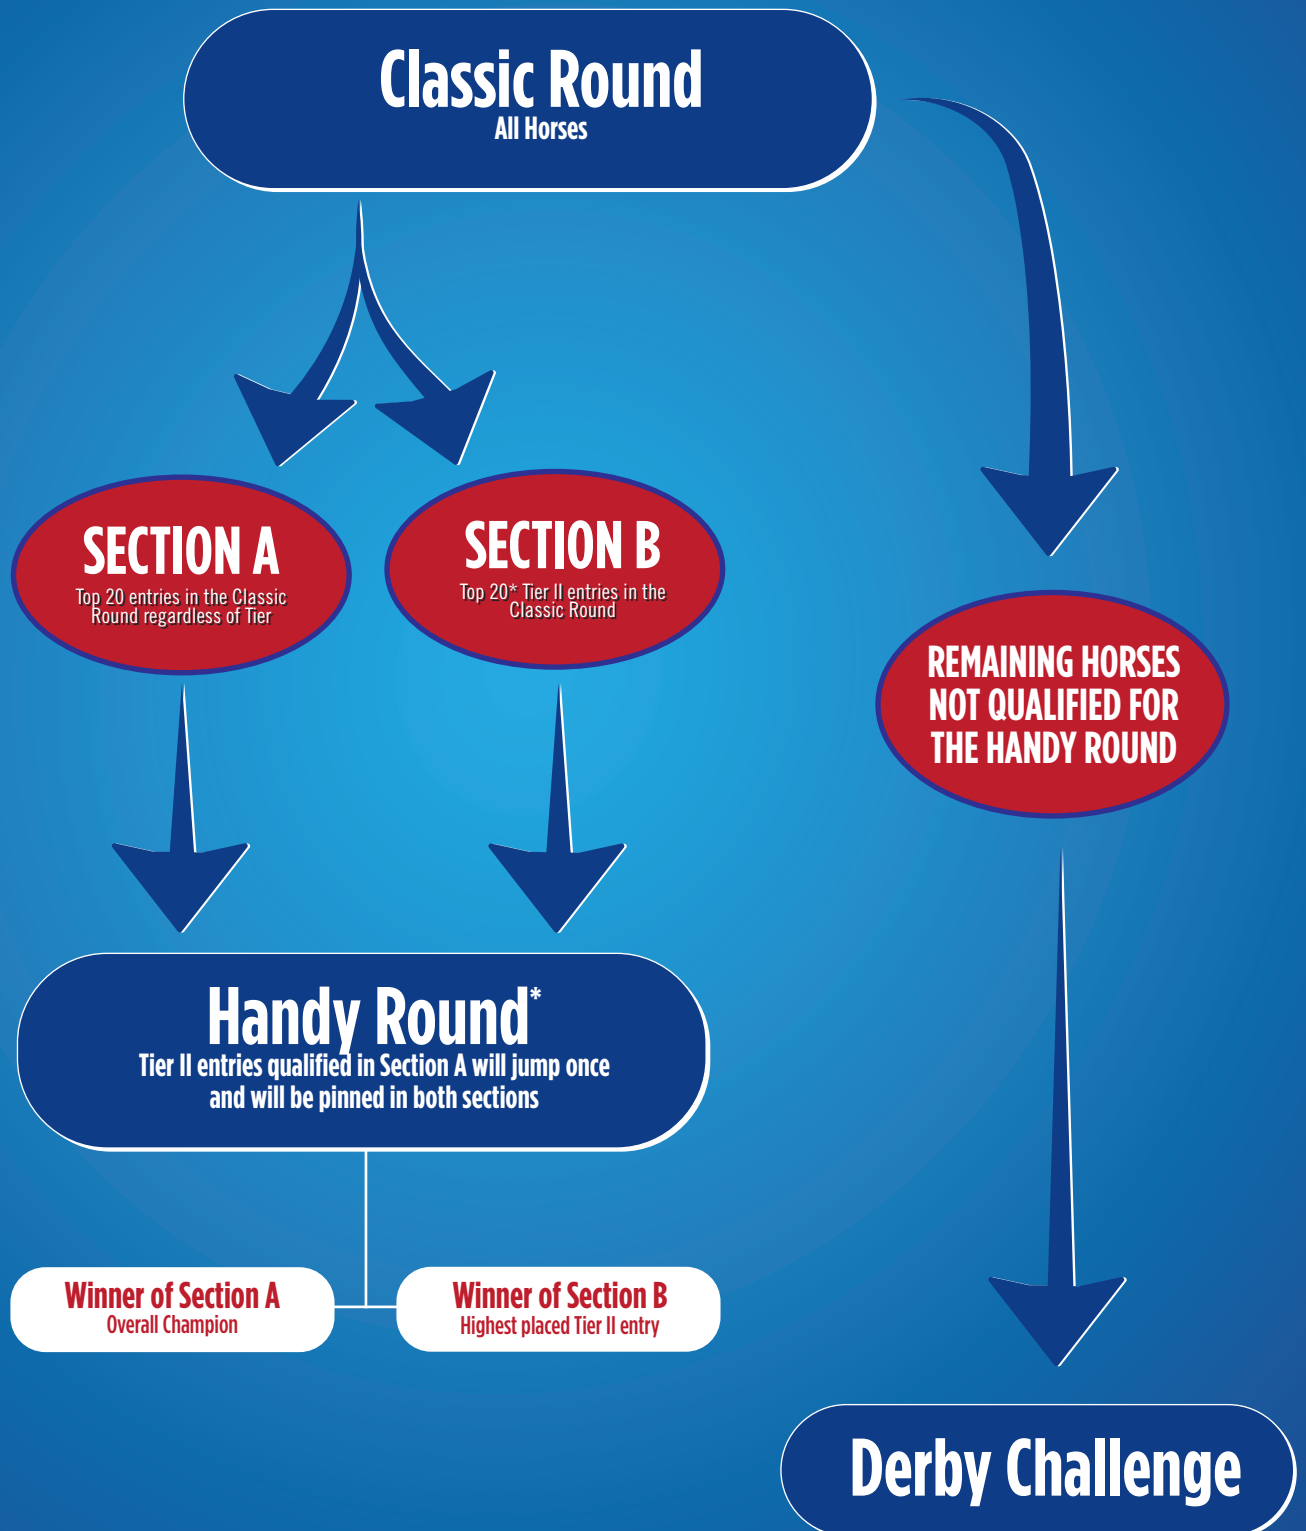 Classic Round
All Horses
SECTION A
Top 20 entries in the Classic
Round regardless of Tier
SECTION B
Top 20* Tier II entries in the
Classic Round
REMAINING HORSES
NOT QUALIFIED FOR
THE HANDY ROUND
Handy Round*
Tier II entries qualified in Section A will jump once
and will be pinned in both sections
Winner of Section A
Overall Champion
Winner of Section B
Highest placed Tier II entry
Derby Challenge